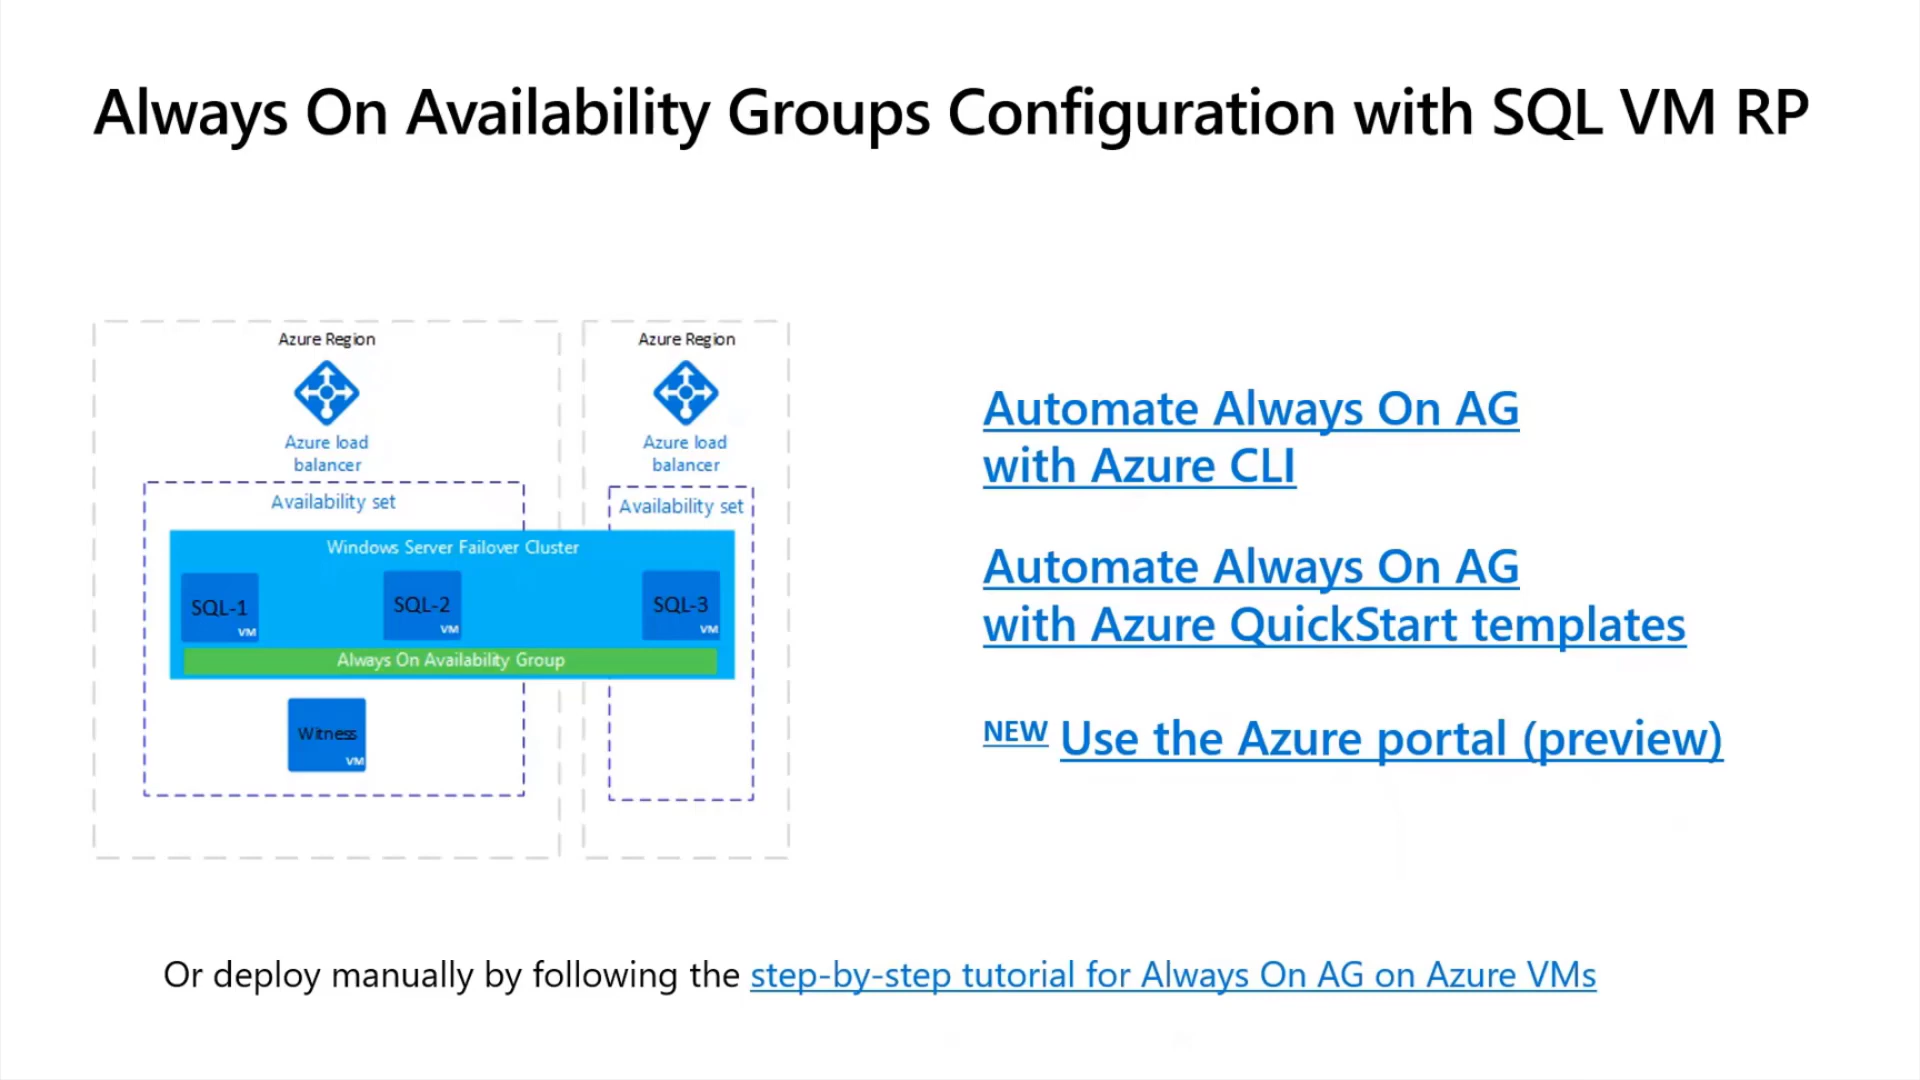 Always On Availability Groups Configuration with SQL VM RP
Azure Region
Azure load
balancer
Availability set
Azure Region
Azure load
balancer
Availability set
Windows Server Failover Cluster
SQL-1
VM
SQL-2
VM
SQL-3
VM
Always On Availability Group
Witness
VM
Automate Always On AG
with Azure CLI
Automate Always On AG
with Azure QuickStart templates
NEW Use the Azure portal (preview)
Or deploy manually by following the step-by-step tutorial for Always On AG on Azure VMs